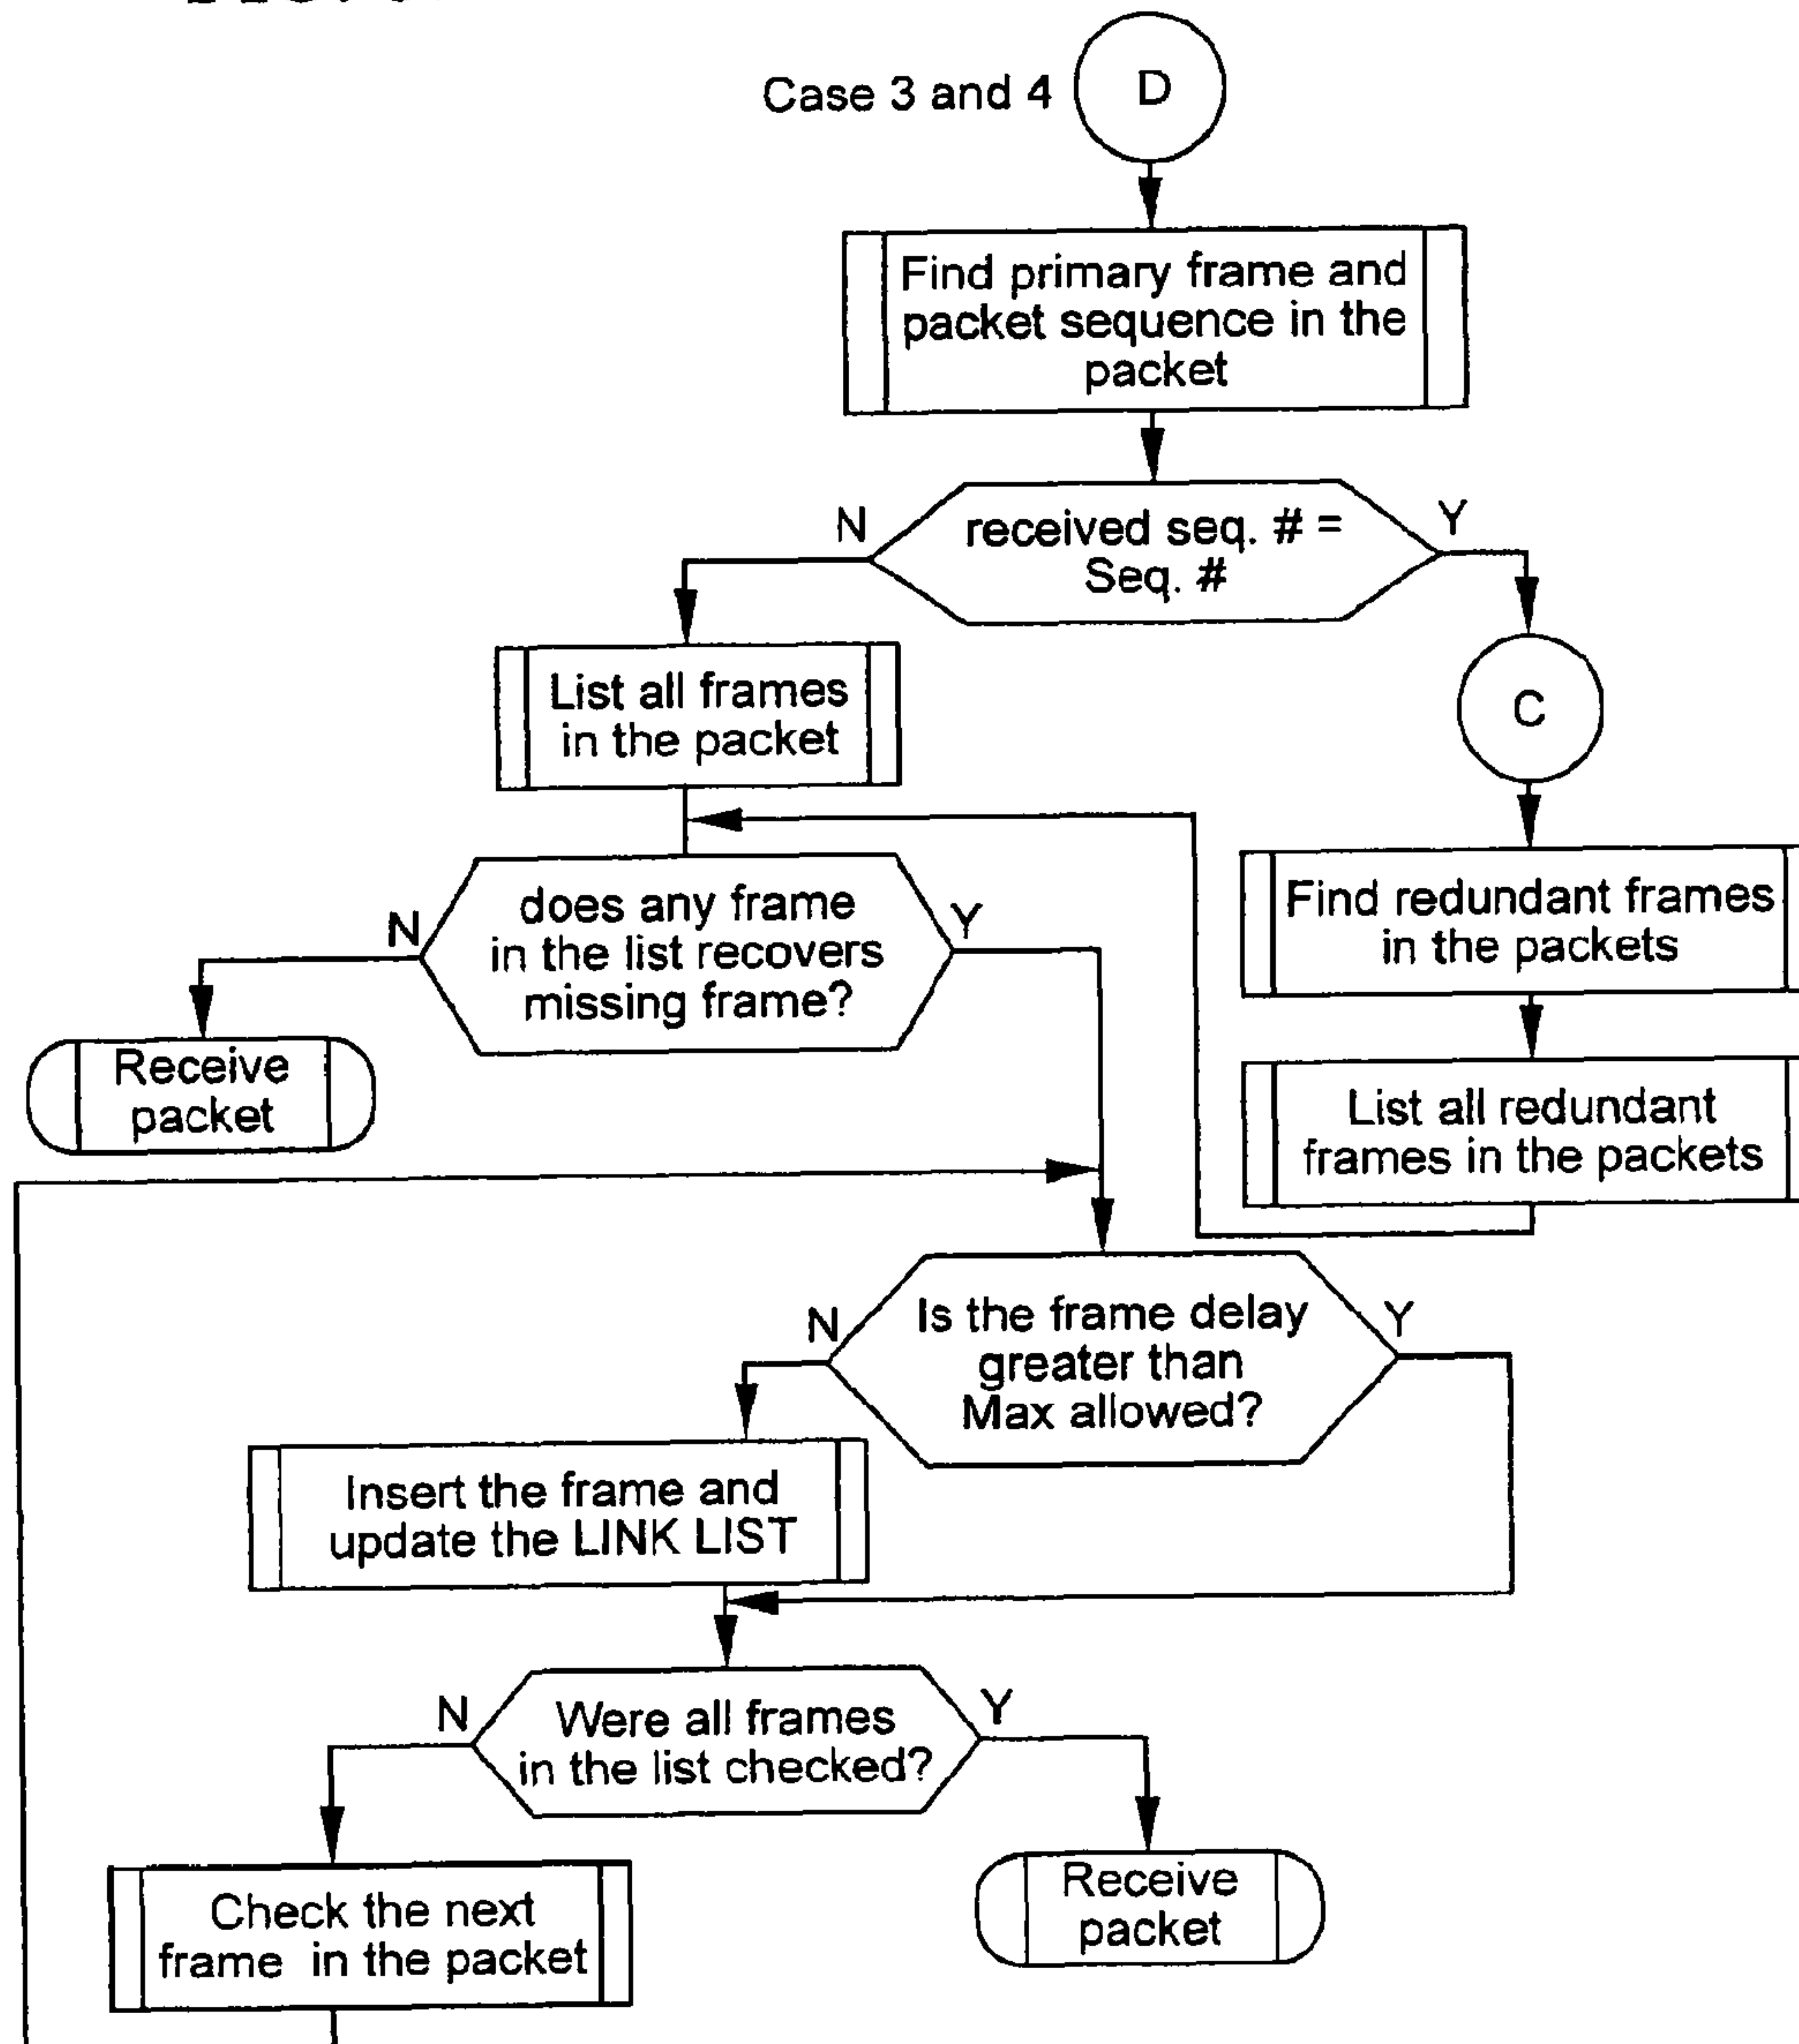 Case 3 and 4
D
Find primary frame and
packet sequence in the
packet
N
received seq. # =
Seq. #
Y
List all frames
in the packet
C
N
does any frame
in the list recovers
missing frame?
Y
Find redundant frames
in the packets
Receive
packet
List all redundant
frames in the packets
N
Is the frame delay
greater than
Max allowed?
Y
Insert the frame and
update the LINK LIST
N
Were all frames
in the list checked?
Y
Check the next
frame in the packet
Receive
packet